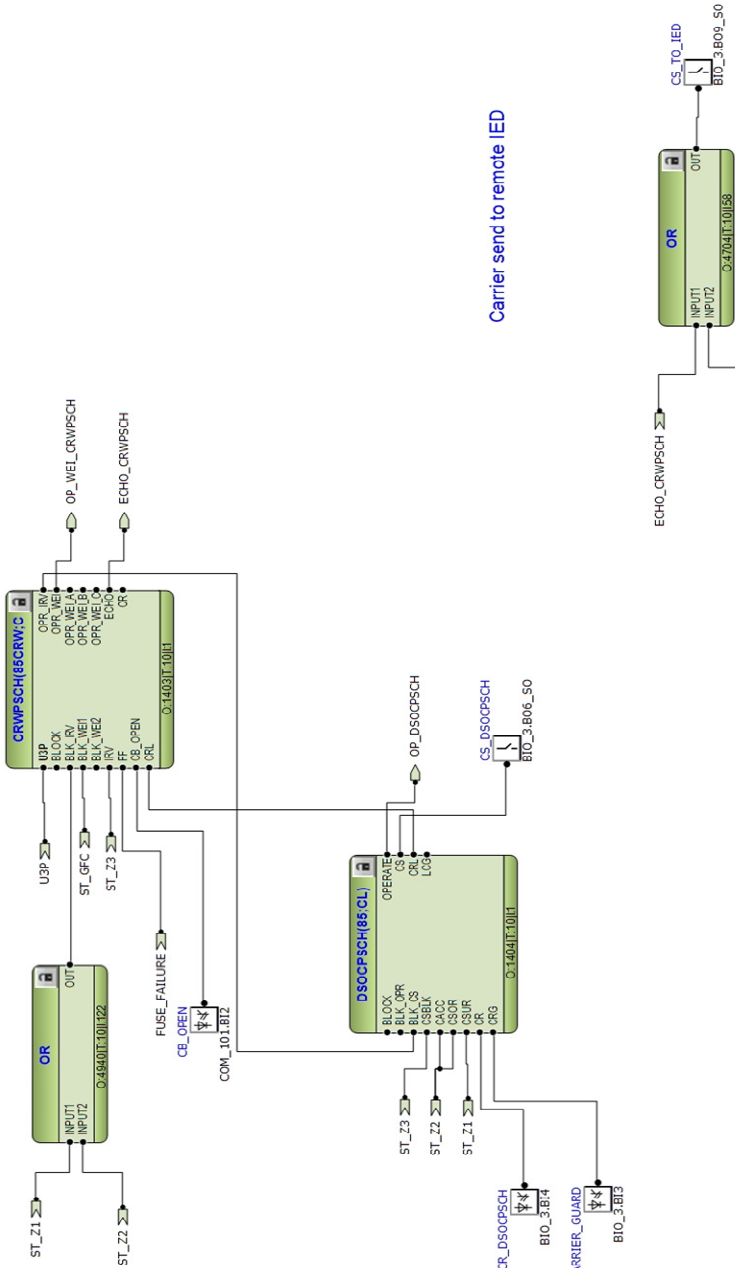 ST_Z1
ST_Z2
OR
INPUT1
INPUT2
OUT
O:4940|T:10|I:122
U3P
ST_GFC
ST_Z3
FUSE_FAILURE
CB_OPEN
COM_101.BI2
CRWPSCH(85CRW;C
U3P
BLOCK
BLK_RV
BLK_WEI1
BLK_WEI2
IRV
FF
CB_OPEN
CRL
OPR_IRV
OPR_WEI
OPR_WEI_A
OPR_WEI_B
OPR_WEI_C
ECHO
CR
O:1403|T:10|I:1
OP_WEI_CRWPSCH
ECHO_CRWPSCH
ST_Z3
ST_Z2
ST_Z1
CR_DSOCPSCH
BIO_3.BI4
ARRIER_GUARD
BIO_3.BI3
DSOCPSCH(85;CL)
BLOCK
BLK_OPR
BLK_CS
CSBLK
CACC
CSOR
CSUR
CR
CRG
OPERATE
CS
CRL
LCG
O:1404|T:10|I:1
OP_DSOCPSCH
CS_DSOCPSCH
BIO_3.BO6_SO
Carrier send to remote IED
ECHO_CRWPSCH
OR
INPUT1
INPUT2
OUT
O:4704|T:10|I:58
CS_TO_IED
BIO_3.BO9_SO